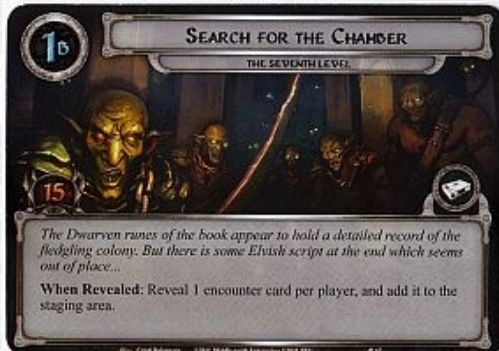 1B
SEARCH FOR THE CHAMBER
THE SEVENTH LEVEL
15
The Dwarven runes of the book appear to hold a detailed record of the
fledgling colony. But there is some Elvish script at the end which seems
out of place...
When Revealed: Reveal 1 encounter card per player, and add it to the
staging area.